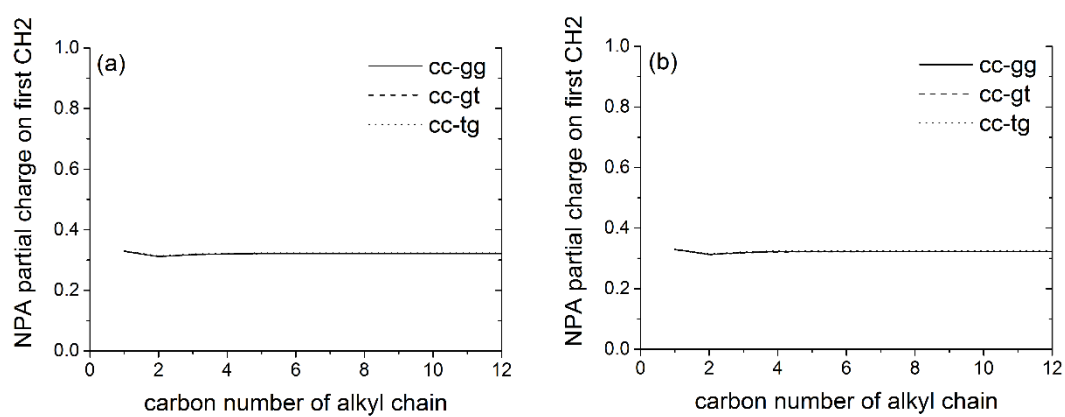 NPA partial charge on first CH2
(a)
cc-gg
cc-gt
cc-tg
1.0
0.8
0.6
0.4
0.2
0.0
0 2 4 6 8 10 12
carbon number of alkyl chain
NPA partial charge on first CH2
(b)
cc-gg
cc-gt
cc-tg
1.0
0.8
0.6
0.4
0.2
0.0
0 2 4 6 8 10 12
carbon number of alkyl chain